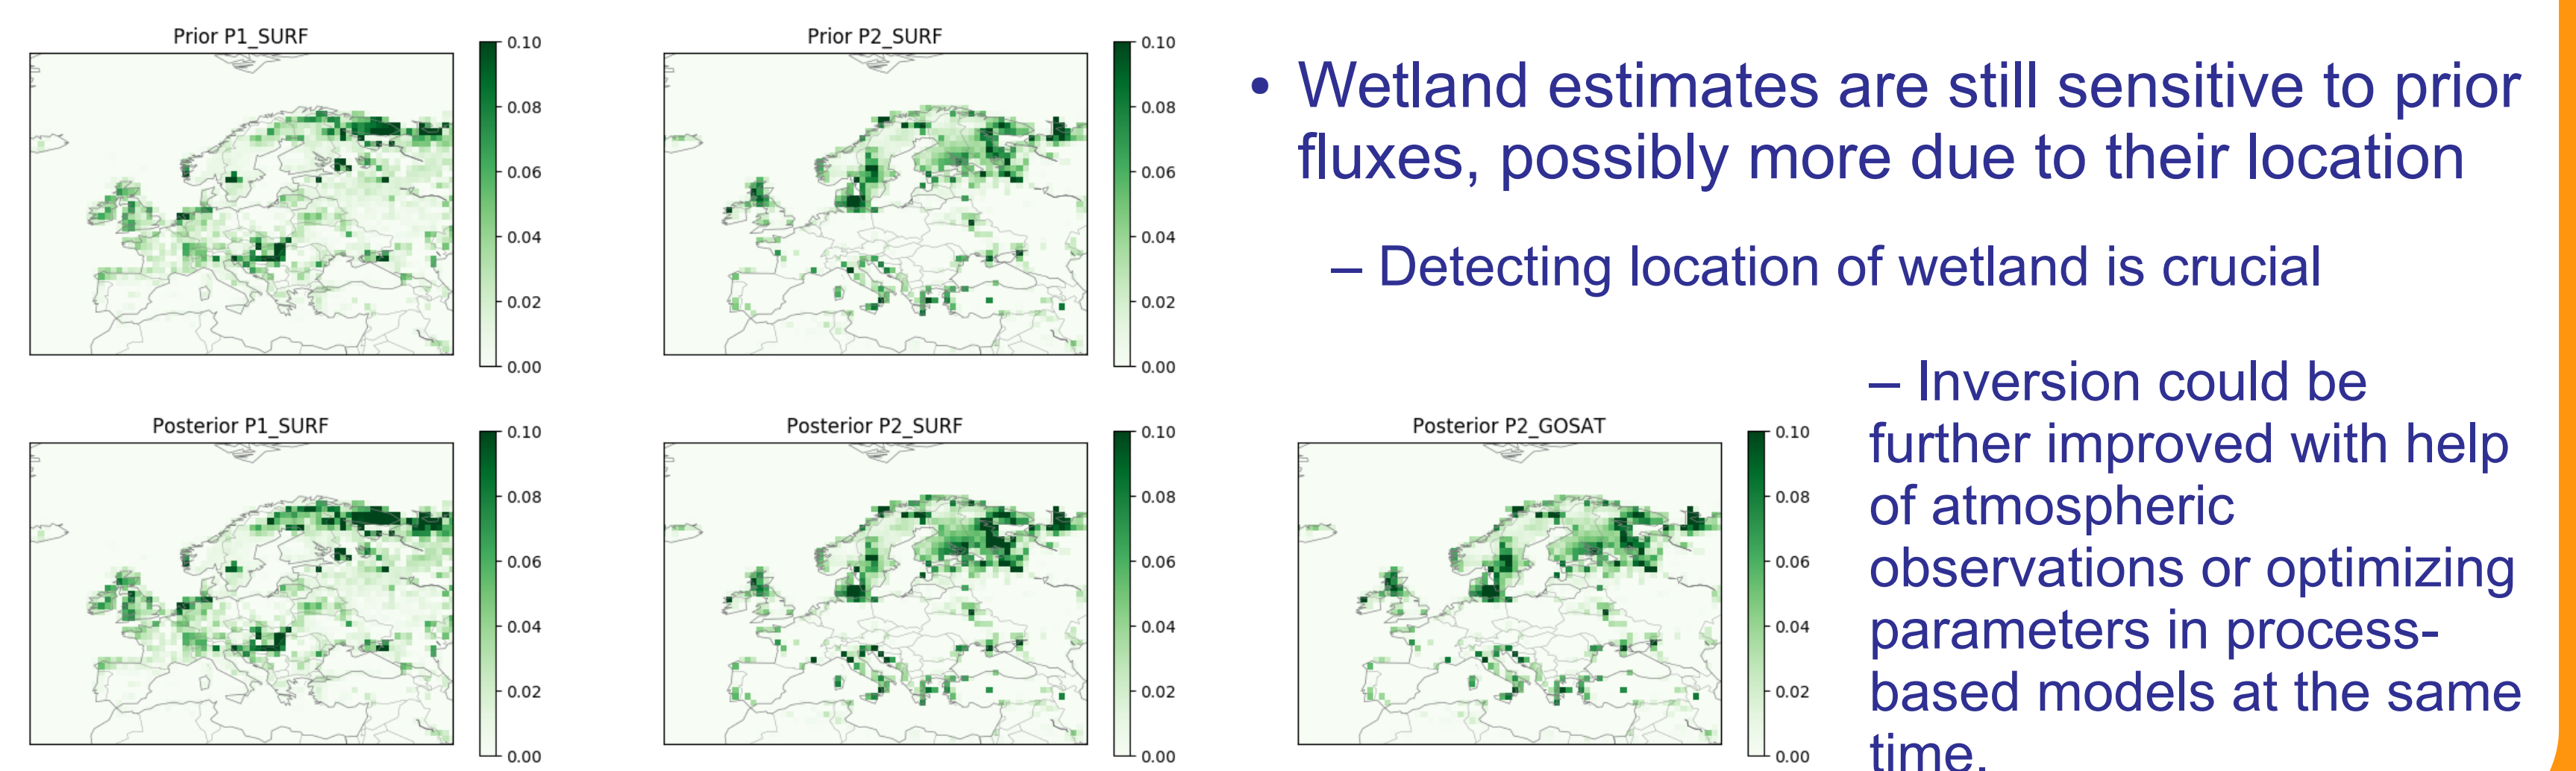 Prior P1_SURF
0.10
0.08
0.06
0.04
0.02
0.00
Prior P2_SURF
0.10
0.08
0.06
0.04
0.02
0.00
• Wetland estimates are still sensitive to prior
fluxes, possibly more due to their location
– Detecting location of wetland is crucial
Posterior P1_SURF
0.10
0.08
0.06
0.04
0.02
0.00
Posterior P2_SURF
0.10
0.08
0.06
0.04
0.02
0.00
Posterior P2_GOSAT
0.10
0.08
0.06
0.04
0.02
0.00
– Inversion could be
further improved with help
of atmospheric
observations or optimizing
parameters in process-
based models at the same
time.